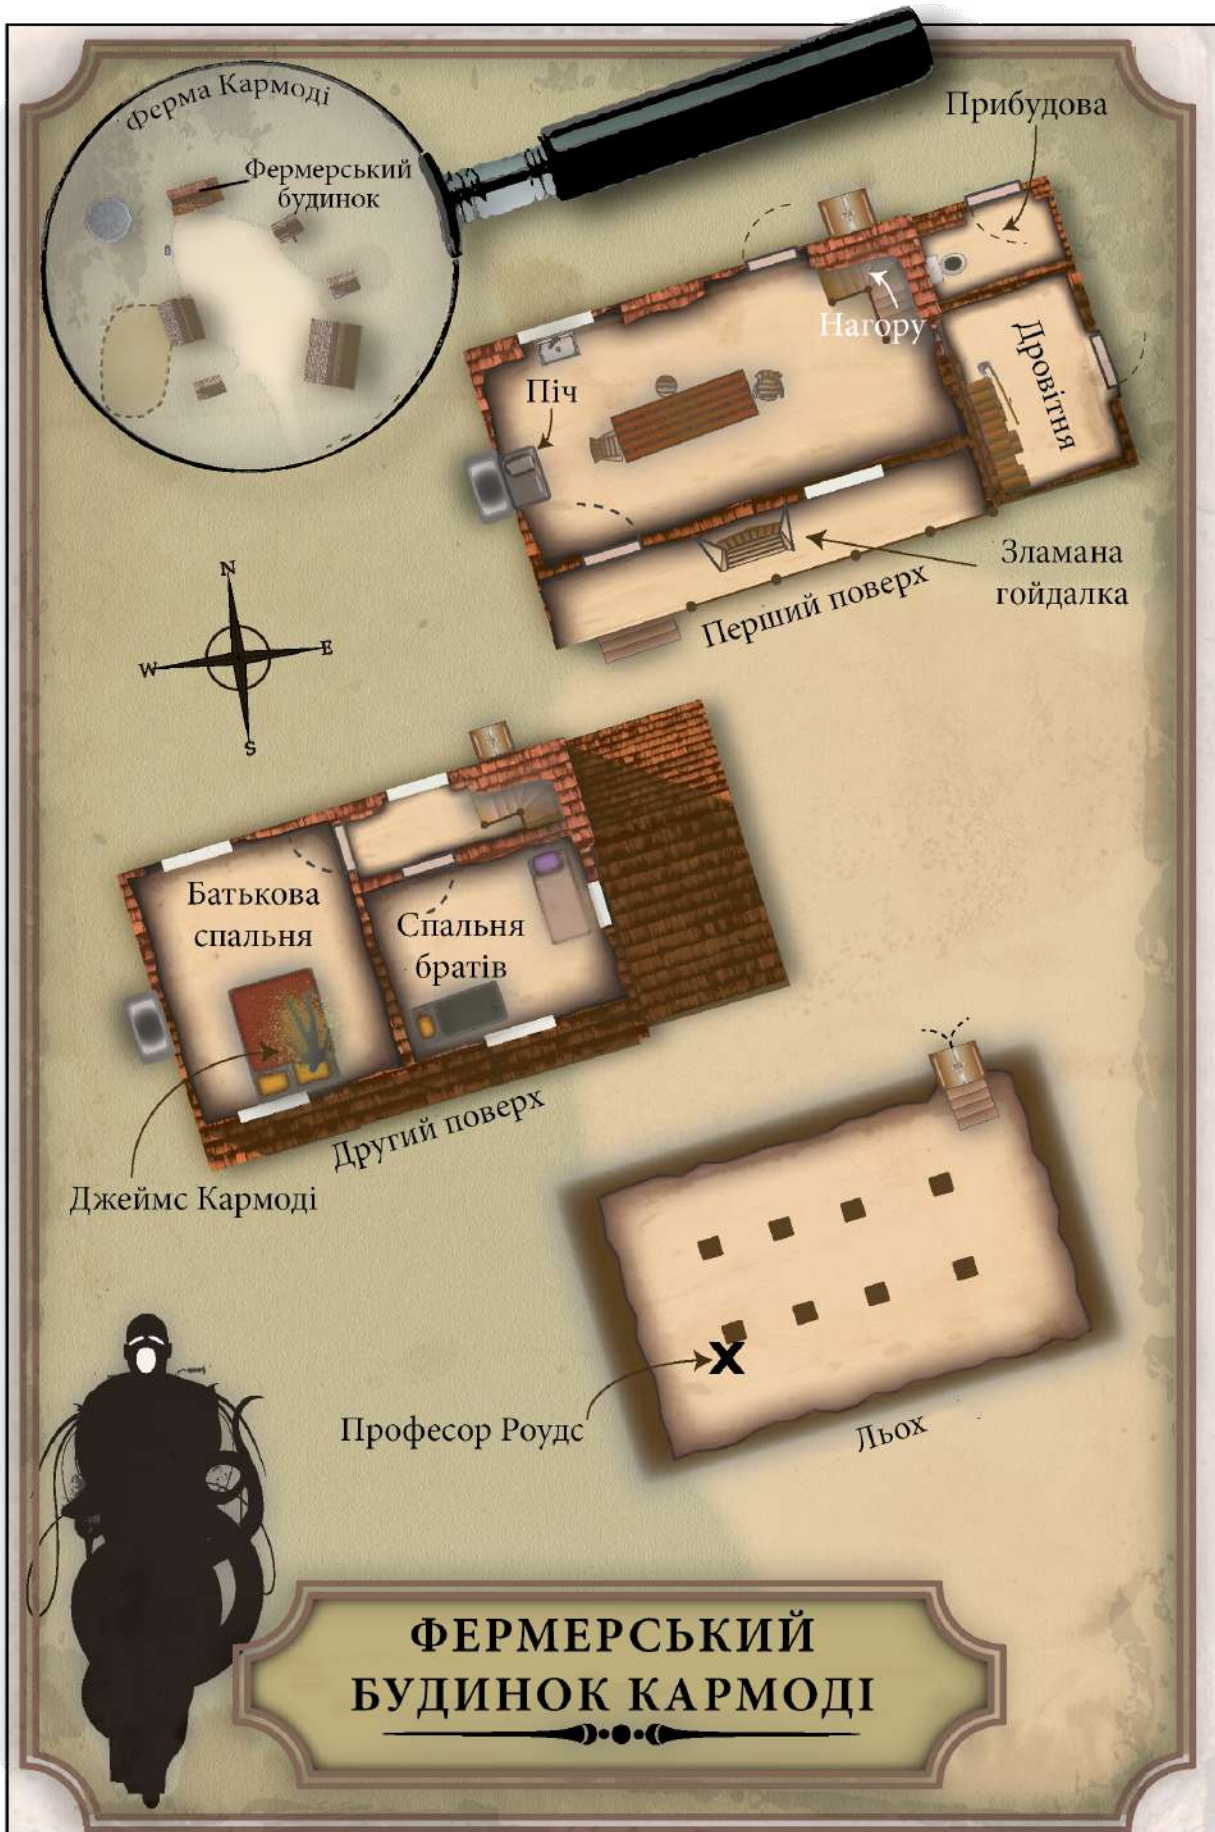 Ферма Кармоді
Фермерський
будинок
Прибудова
Нагору
Піч
Дровітня
Зламана
гойдалка
Перший поверх
N
W
E
S
Батькова
спальня
Спальня
братів
Другий поверх
Джеймс Кармоді
Професор Роудс
X
Льох
ФЕРМЕРСЬКИЙ
БУДИНОК КАРМОДІ